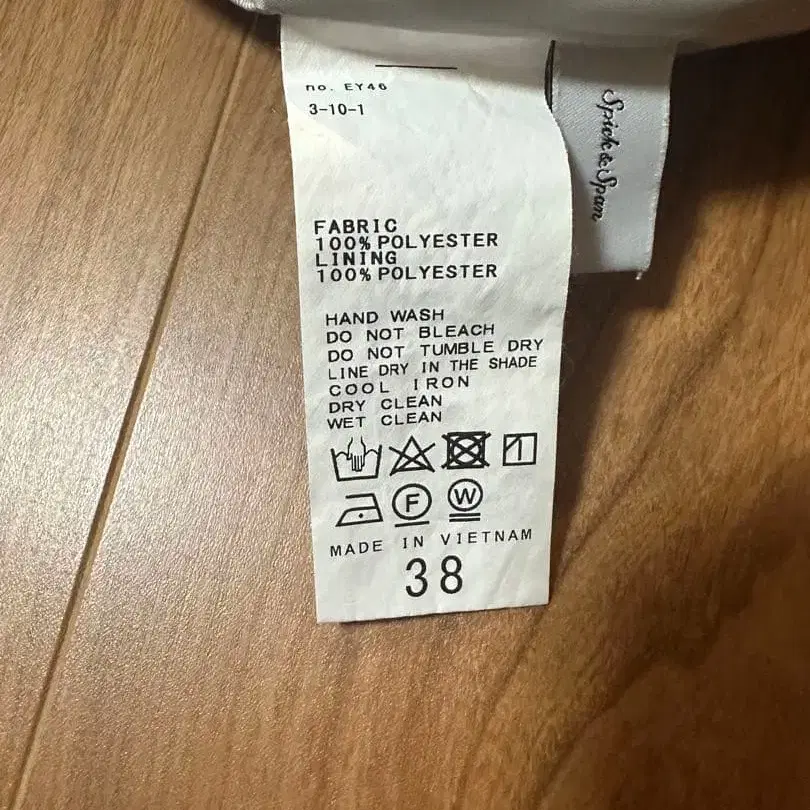 no. EY46
3-10-1
FABRIC
100% POLYESTER
LINING
100% POLYESTER
HAND WASH
DO NOT BLEACH
DO NOT TUMBLE DRY
LINE DRY IN THE SHADE
COOL IRON
DRY CLEAN
WET CLEAN
F
W
MADE IN VIETNAM
38
Spick & Span